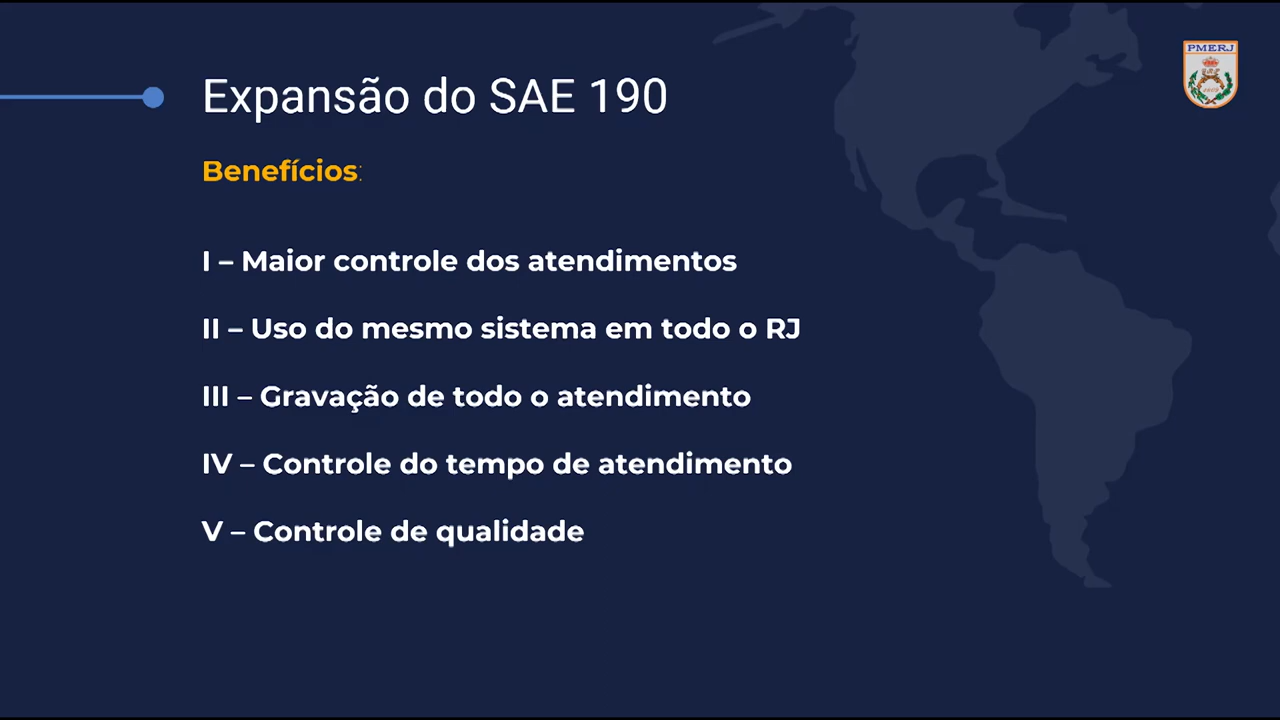 Expansão do SAE 190
PMERJ
Benefícios:
I – Maior controle dos atendimentos
II – Uso do mesmo sistema em todo o RJ
III – Gravação de todo o atendimento
IV – Controle do tempo de atendimento
V – Controle de qualidade